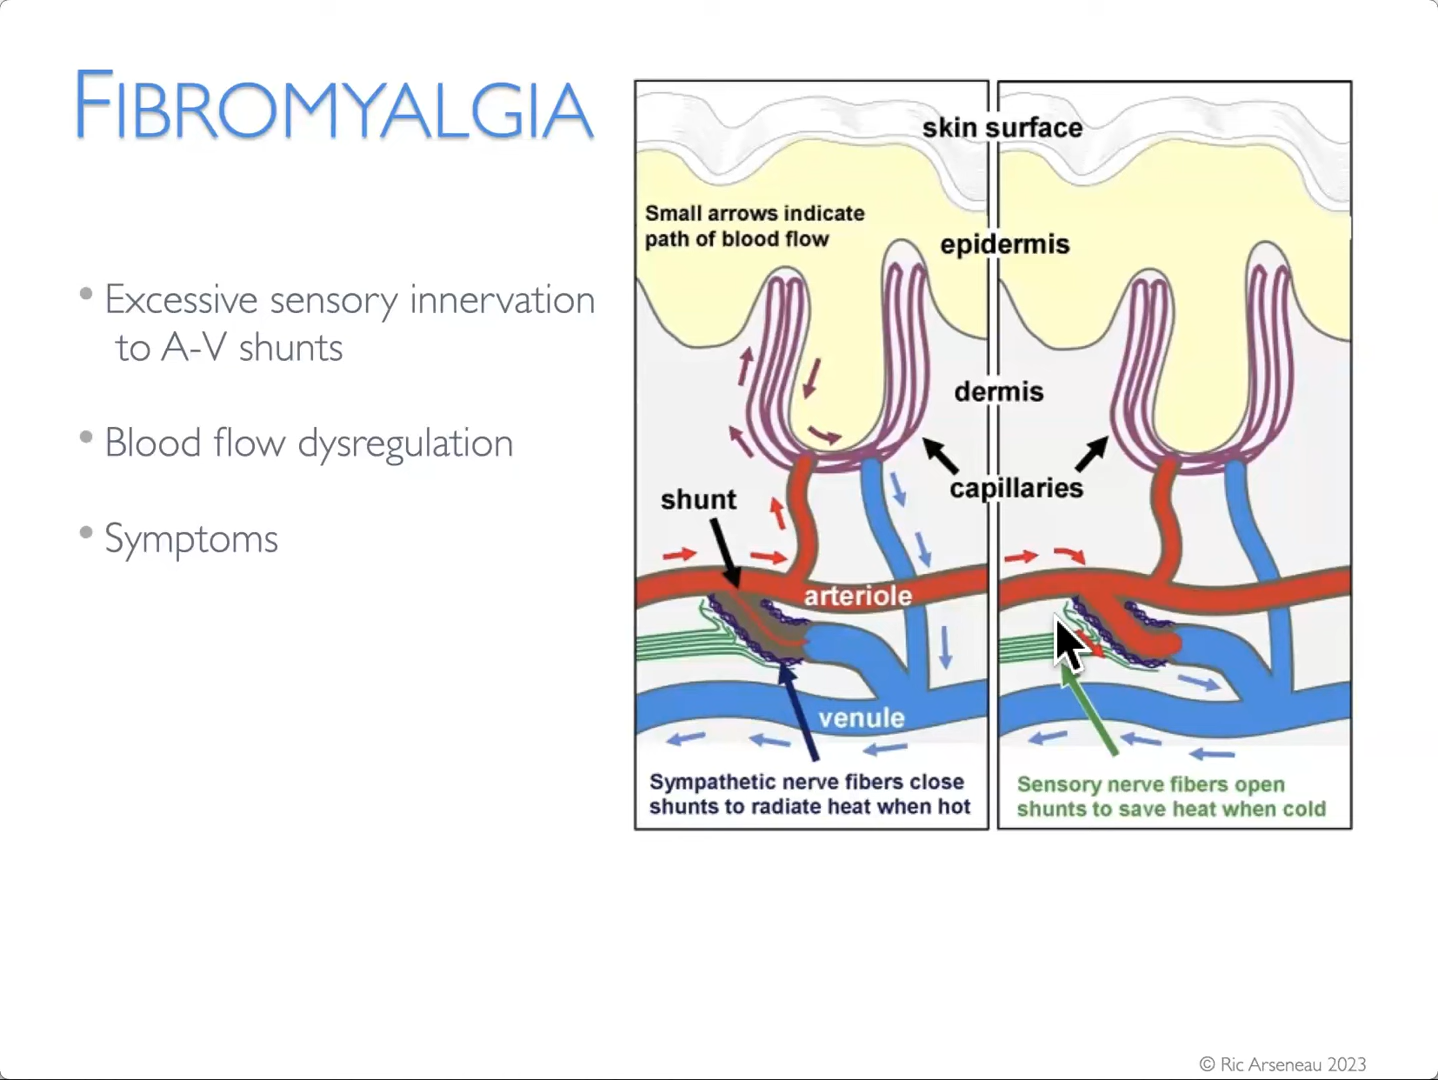 FIBROMYALGIA
• Excessive sensory innervation
to A-V shunts
• Blood flow dysregulation
• Symptoms
skin surface
Small arrows indicate
path of blood flow
epidermis
dermis
capillaries
shunt
arteriole
venule
Sympathetic nerve fibers close
shunts to radiate heat when hot
Sensory nerve fibers open
shunts to save heat when cold
© Ric Arseneau 2023